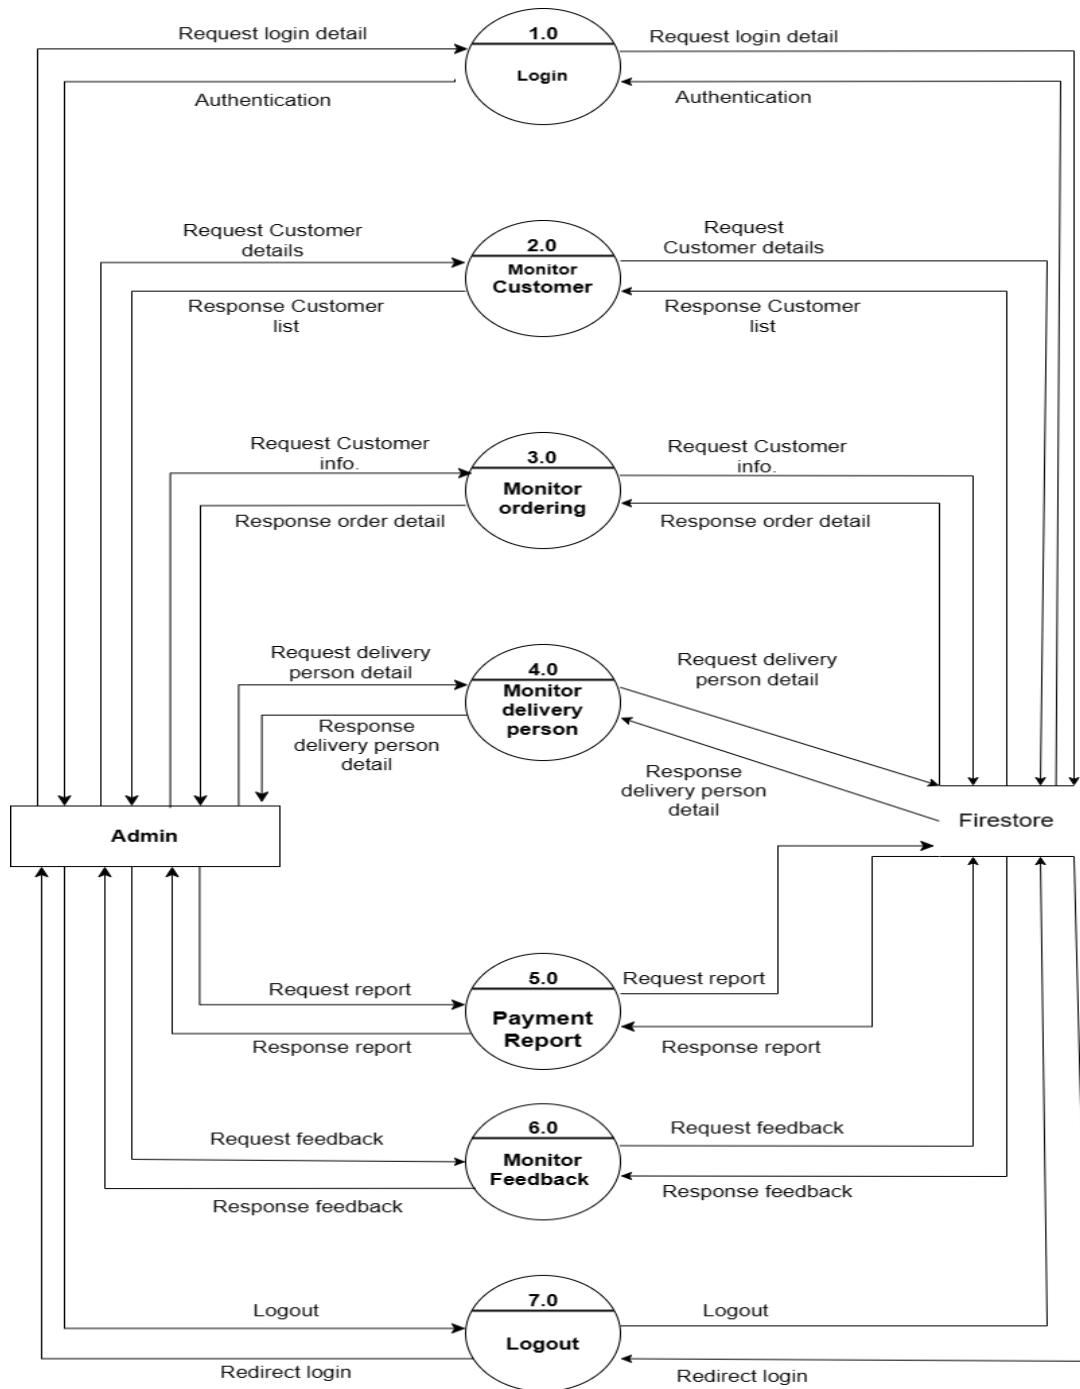 Request login detail
1.0
Login
Request login detail
Authentication
Authentication
Request Customer
details
2.0
Monitor
Customer
Request
Customer details
Response Customer
list
Response Customer
list
Request Customer
info.
3.0
Monitor
ordering
Request Customer
info.
Response order detail
Response order detail
Request delivery
person detail
4.0
Monitor
delivery
person
Request delivery
person detail
Response
delivery person
detail
Response
delivery person
detail
Admin
Firestore
Request report
5.0
Payment
Report
Request report
Response report
Response report
Request feedback
6.0
Monitor
Feedback
Request feedback
Response feedback
Response feedback
Logout
7.0
Logout
Logout
Redirect login
Redirect login